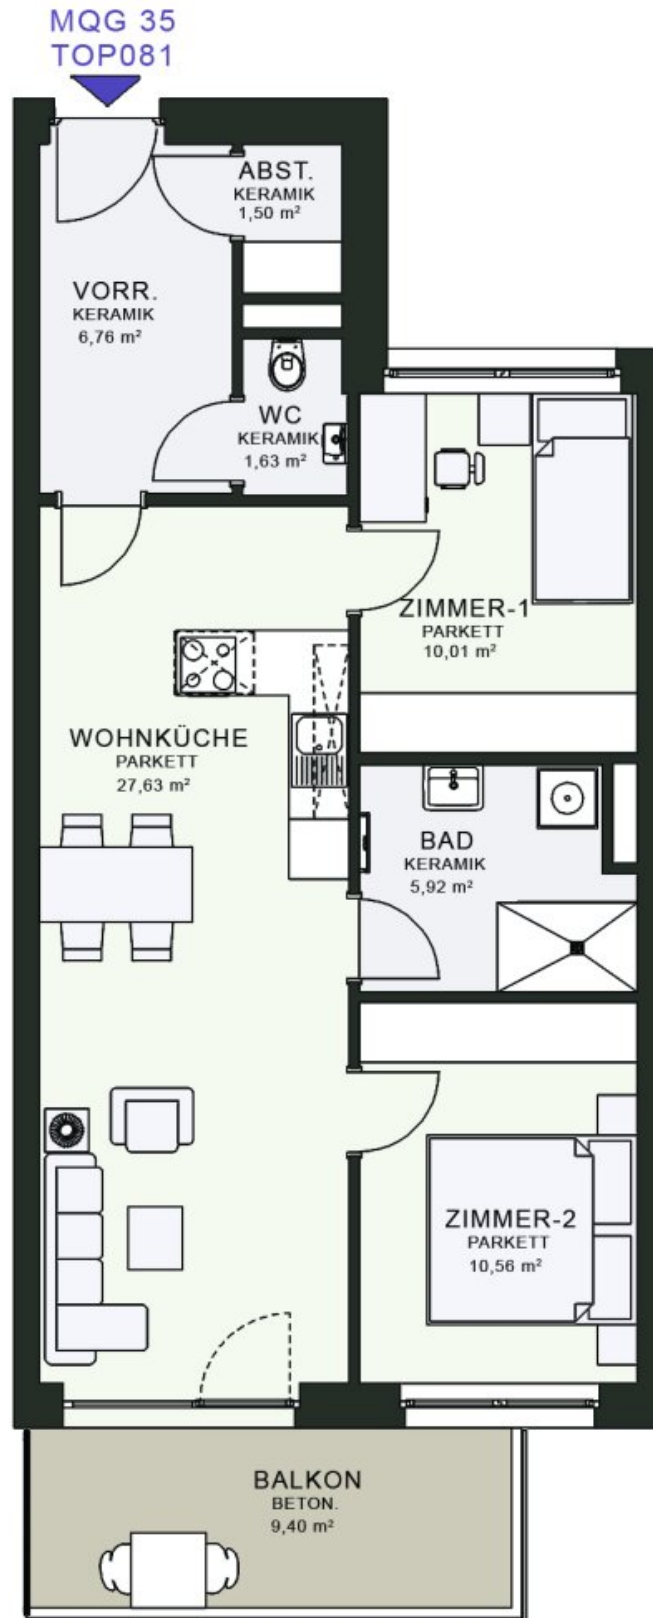 MQG 35
TOP081
ABST.
KERAMIK
1,50 m²
VORR.
KERAMIK
6,76 m²
WC
KERAMIK
1,63 m²
ZIMMER-1
PARKETT
10,01 m²
WOHNKÜCHE
PARKETT
27,63 m²
BAD
KERAMIK
5,92 m²
ZIMMER-2
PARKETT
10,56 m²
BALKON
BETON.
9,40 m²